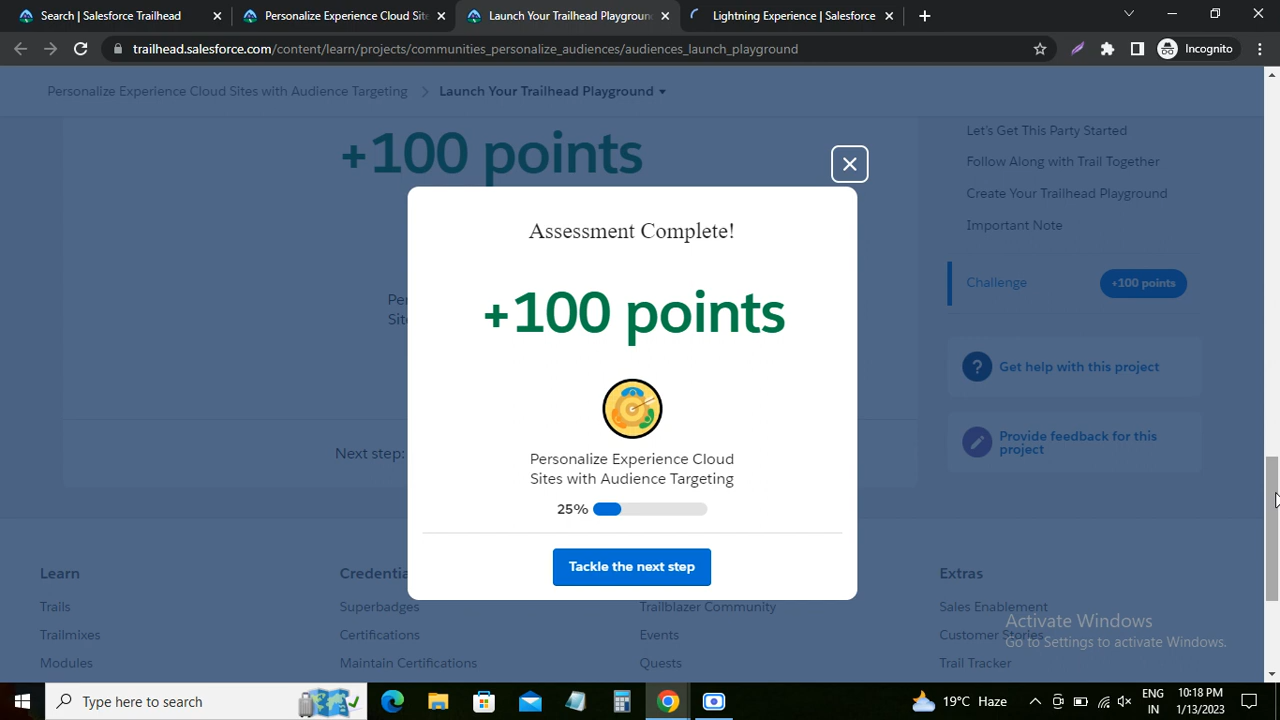 Search | Salesforce Trailhead
Personalize Experience Cloud Site
Launch Your Trailhead Playground
Lightning Experience | Salesforce
trailhead.salesforce.com/content/learn/projects/communities_personalize_audiences/audiences_launch_playground
Incognito
Personalize Experience Cloud Sites with Audience Targeting
Launch Your Trailhead Playground
+100 points
Let's Get This Party Started
Follow Along with Trail Together
Create Your Trailhead Playground
Important Note
Challenge
+100 points
Get help with this project
Provide feedback for this
project
Assessment Complete!
+100 points
Personalize Experience Cloud
Sites with Audience Targeting
25%
Tackle the next step
Next step:
Learn
Trails
Trailmixes
Modules
Superbadges
Certifications
Maintain Certifications
Trailblazer Community
Events
Quests
Extras
Sales Enablement
Customer Stories
Trail Tracker
Activate Windows
Go to Settings to activate Windows.
Type here to search
19°C Haze
ENG
IN
10:18 PM
1/13/2023